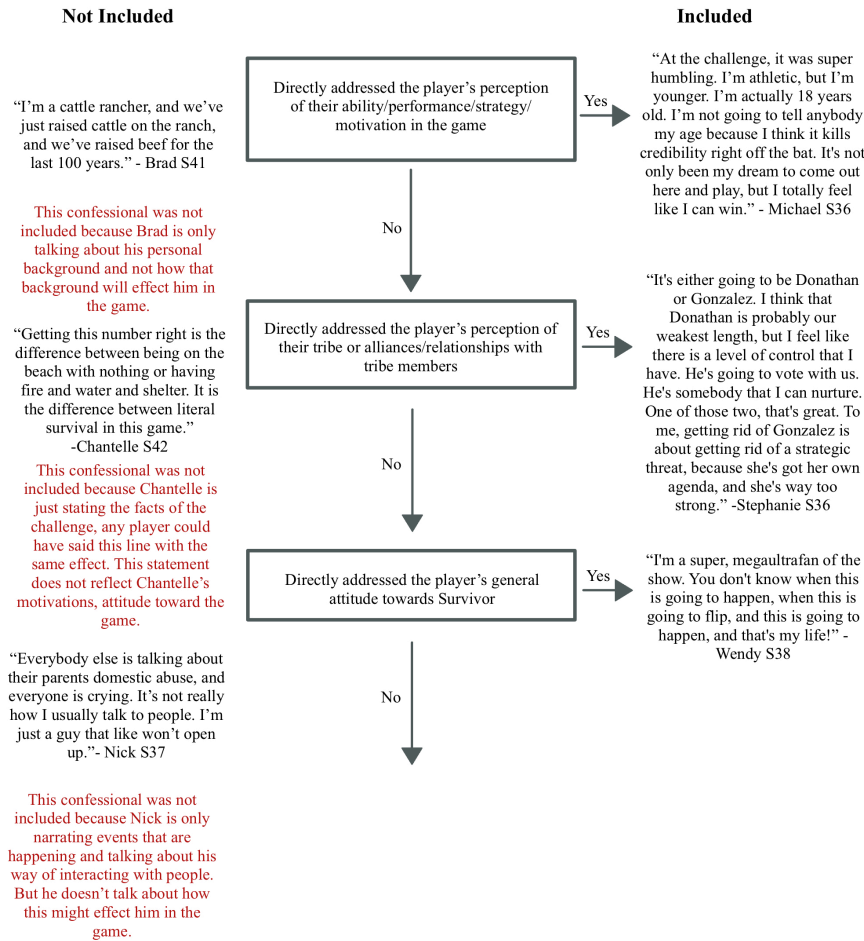 Not Included
“I’m a cattle rancher, and we’ve
just raised cattle on the ranch,
and we’ve raised beef for the
last 100 years.” - Brad S41
This confessional was not
included because Brad is only
talking about his personal
background and not how that
background will effect him in
the game.
“Getting this number right is the
difference between being on the
beach with nothing or having
fire and water and shelter. It is
the difference between literal
survival in this game.”
-Chantelle S42
This confessional was not
included because Chantelle is
just stating the facts of the
challenge, any player could
have said this line with the
same effect. This statement
does not reflect Chantelle’s
motivations, attitude toward the
game.
“Everybody else is talking about
their parents domestic abuse, and
everyone is crying. It’s not really
how I usually talk to people. I’m
just a guy that like won’t open
up.”- Nick S37
This confessional was not
included because Nick is only
narrating events that are
happening and talking about his
way of interacting with people.
But he doesn’t talk about how
this might effect him in the
game.
Directly addressed the player’s perception
of their ability/performance/strategy/
motivation in the game
Yes
No
Directly addressed the player’s perception of
their tribe or alliances/relationships with
tribe members
Yes
No
Directly addressed the player’s general
attitude towards Survivor
Yes
No
Included
“At the challenge, it was super
humbling. I’m athletic, but I’m
younger. I’m actually 18 years
old. I’m not going to tell anybody
my age because I think it kills
credibility right off the bat. It's not
only been my dream to come out
here and play, but I totally feel
like I can win.” - Michael S36
“It's either going to be Donathan
or Gonzalez. I think that
Donathan is probably our
weakest length, but I feel like
there is a level of control that I
have. He's going to vote with us.
He's somebody that I can nurture.
One of those two, that's great. To
me, getting rid of Gonzalez is
about getting rid of a strategic
threat, because she's got her own
agenda, and she's way too
strong.” -Stephanie S36
“I'm a super, megaultrafan of the
show. You don't know when this
is going to happen, when this is
going to flip, and this is going to
happen, and that's my life!” -
Wendy S38